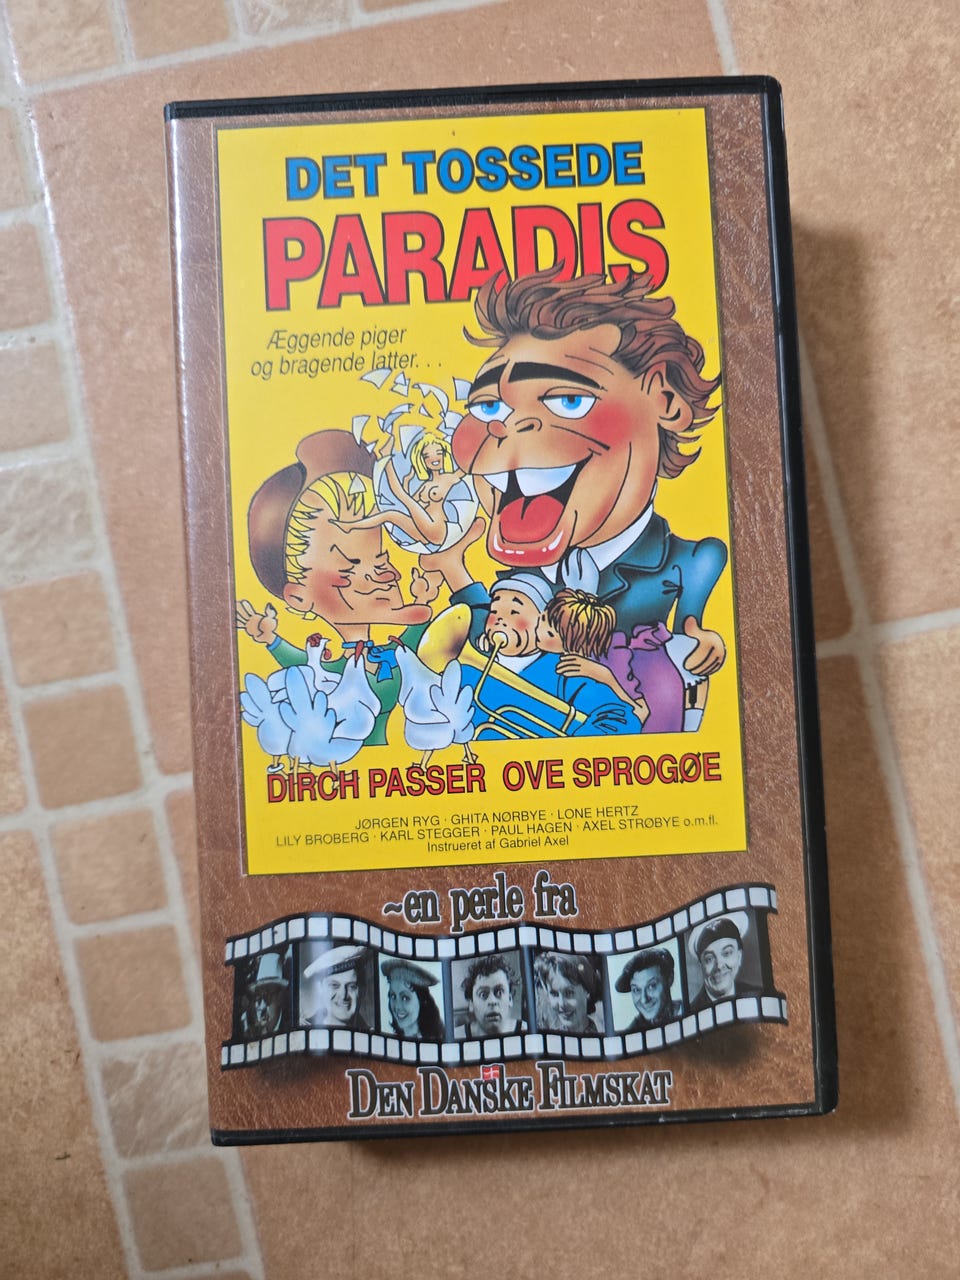 DET TOSSEDE
PARADIS
Æggende piger
og bragende latter. . .
DIRCH PASSER OVE SPROGØE
JØRGEN RYG · GHITA NØRBYE · LONE HERTZ
LILY BROBERG · KARL STEGGER · PAUL HAGEN · AXEL STRØBYE o.m.fl.
Instrueret af Gabriel Axel
~en perle fra
DEN DANSKE FILMSKAT